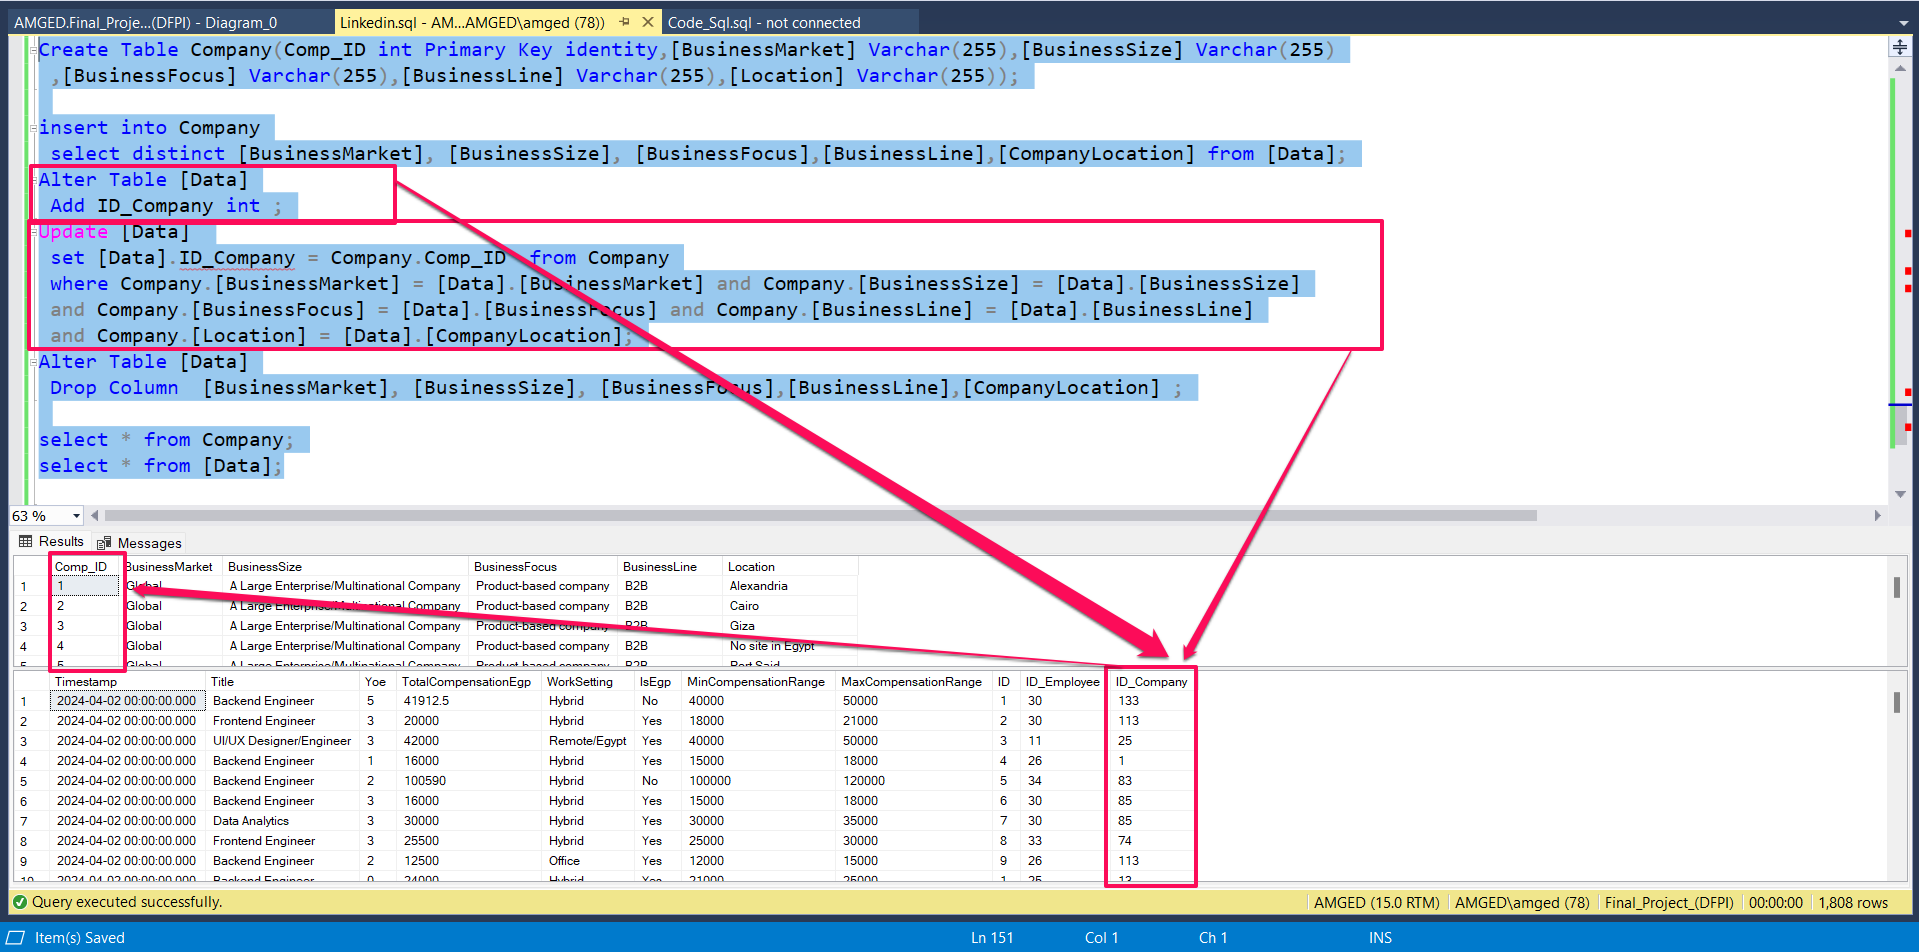 AMGED.Final_Proje...(DFPI) - Diagram_0
Linkedin.sql - AM...AMGED\amged (78))
Code_Sql.sql - not connected
Create Table Company(Comp_ID int Primary Key identity,[BusinessMarket] Varchar(255),[BusinessSize] Varchar(255)
,[BusinessFocus] Varchar(255),[BusinessLine] Varchar(255),[Location] Varchar(255));
insert into Company
select distinct [BusinessMarket], [BusinessSize], [BusinessFocus],[BusinessLine],[CompanyLocation] from [Data];
Alter Table [Data]
Add ID_Company int ;
Update [Data]
set [Data].ID_Company = Company.Comp_ID from Company
where Company.[BusinessMarket] = [Data].[BusinessMarket] and Company.[BusinessSize] = [Data].[BusinessSize]
and Company.[BusinessFocus] = [Data].[BusinessFocus] and Company.[BusinessLine] = [Data].[BusinessLine]
and Company.[Location] = [Data].[CompanyLocation];
Alter Table [Data]
Drop Column [BusinessMarket], [BusinessSize], [BusinessFocus],[BusinessLine],[CompanyLocation] ;
select * from Company;
select * from [Data];
63 %
Results Messages
Comp_ID BusinessMarket BusinessSize BusinessFocus BusinessLine Location
1 1 Global A Large Enterprise/Multinational Company Product-based company B2B Alexandria
2 2 Global A Large Enterprise/Multinational Company Product-based company B2B Cairo
3 3 Global A Large Enterprise/Multinational Company Product-based company B2B Giza
4 4 Global A Large Enterprise/Multinational Company Product-based company B2B No site in Egypt
5 5 Global A Large Enterprise/Multinational Company Product-based company B2B Port Said
Timestamp Title Yoe TotalCompensationEgp WorkSetting IsEgp MinCompensationRange MaxCompensationRange ID ID_Employee ID_Company
1 2024-04-02 00:00:00.000 Backend Engineer 5 41912.5 Hybrid No 40000 50000 1 30 133
2 2024-04-02 00:00:00.000 Frontend Engineer 3 20000 Hybrid Yes 18000 21000 2 30 113
3 2024-04-02 00:00:00.000 UI/UX Designer/Engineer 3 42000 Remote/Egypt Yes 40000 50000 3 11 25
4 2024-04-02 00:00:00.000 Backend Engineer 1 16000 Hybrid Yes 15000 18000 4 26 1
5 2024-04-02 00:00:00.000 Backend Engineer 2 100590 Hybrid No 100000 120000 5 34 83
6 2024-04-02 00:00:00.000 Backend Engineer 3 16000 Hybrid Yes 15000 18000 6 30 85
7 2024-04-02 00:00:00.000 Data Analytics 3 30000 Hybrid Yes 30000 35000 7 30 85
8 2024-04-02 00:00:00.000 Frontend Engineer 3 25500 Hybrid Yes 25000 30000 8 33 74
9 2024-04-02 00:00:00.000 Backend Engineer 2 12500 Office Yes 12000 15000 9 26 113
10 2024-04-02 00:00:00.000 Backend Engineer 0 24000 Hybrid Yes 21000 25000 1 25 13
Query executed successfully.
AMGED (15.0 RTM) AMGED\amged (78) Final_Project_(DFPI) 00:00:00 1,808 rows
Item(s) Saved
Ln 151 Col 1 Ch 1 INS